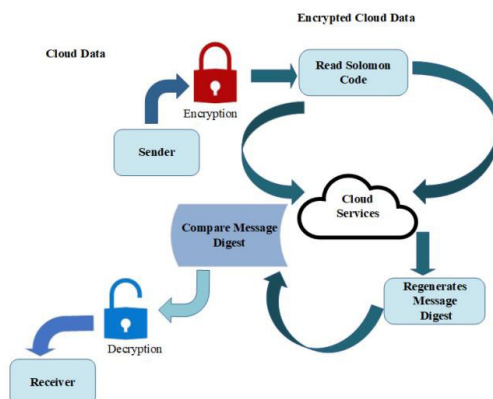 Encrypted Cloud Data
Cloud Data
Read Solomon
Code
Encryption
Sender
Cloud
Services
Compare Message
Digest
Regenerates
Message
Digest
Decryption
Receiver